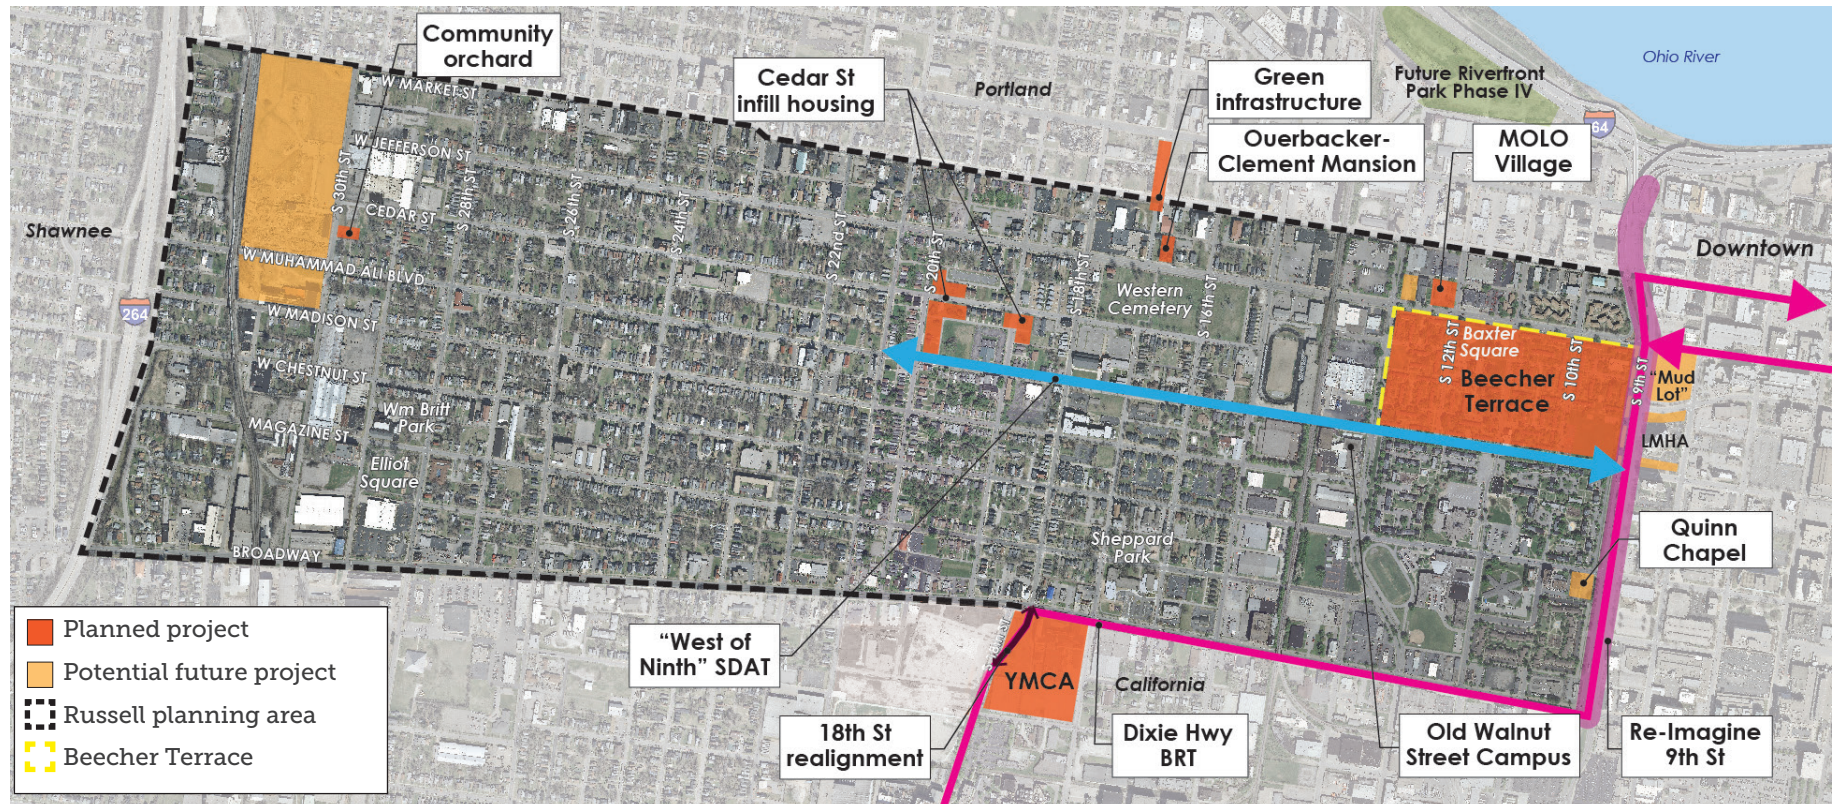 Community
orchard
Cedar St
infill housing
Portland
Green
infrastructure
Ouerbacker-
Clement Mansion
Future Riverfront
Park Phase IV
Ohio River
64
MOLO
Village
Downtown
Shawnee
264
W MARKET ST
W JEFFERSON ST
S 30th ST
CEDAR ST
S 28th ST
S 26th ST
S 24th ST
S 22nd ST
S 20th ST
S 18th ST
S 16th ST
Western
Cemetery
W MUHAMMAD ALI BLVD
W MADISON ST
W CHESTNUT ST
MAGAZINE ST
Wm Britt
Park
Elliot
Square
BROADWAY
S 12th ST
Baxter
Square
S 10th ST
Beecher
Terrace
S 9th ST
"Mud
Lot"
LMHA
Sheppard
Park
Quinn
Chapel
"West of
Ninth" SDAT
YMCA
California
18th St
realignment
Dixie Hwy
BRT
Old Walnut
Street Campus
Re-Imagine
9th St
Planned project
Potential future project
Russell planning area
Beecher Terrace